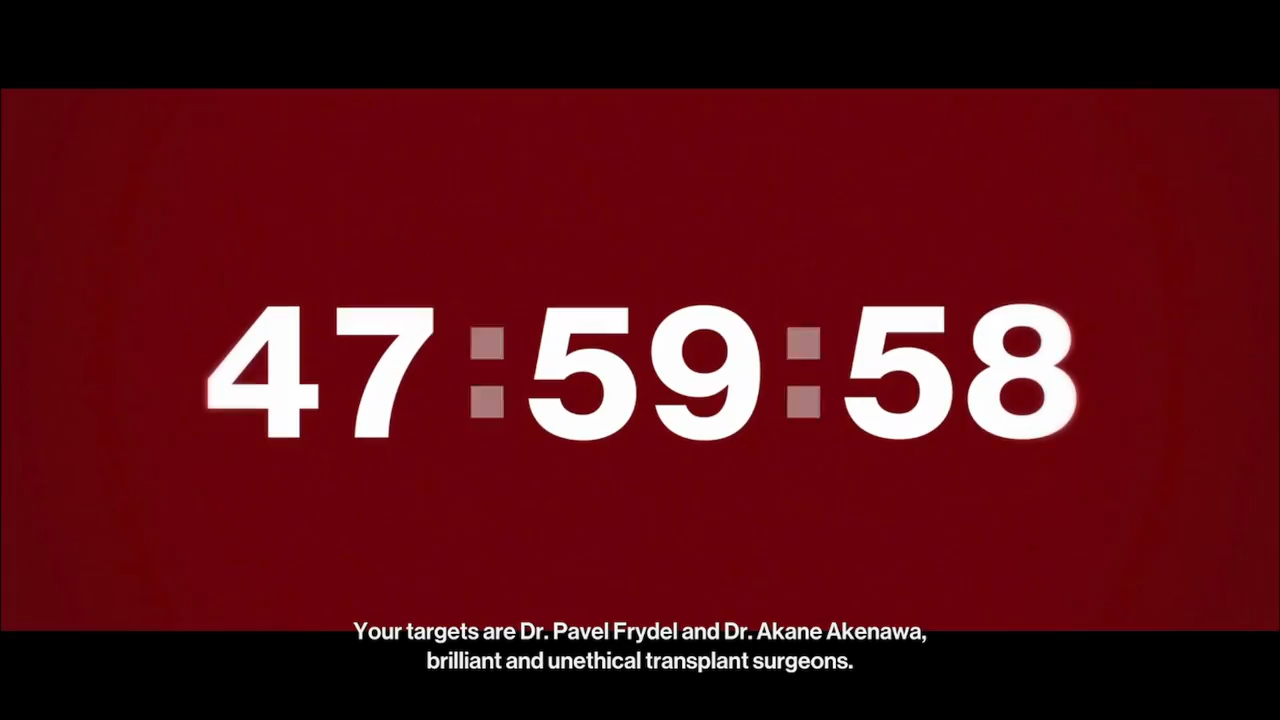 47:59:58
Your targets are Dr. Pavel Frydel and Dr. Akane Akenawa,
brilliant and unethical transplant surgeons.